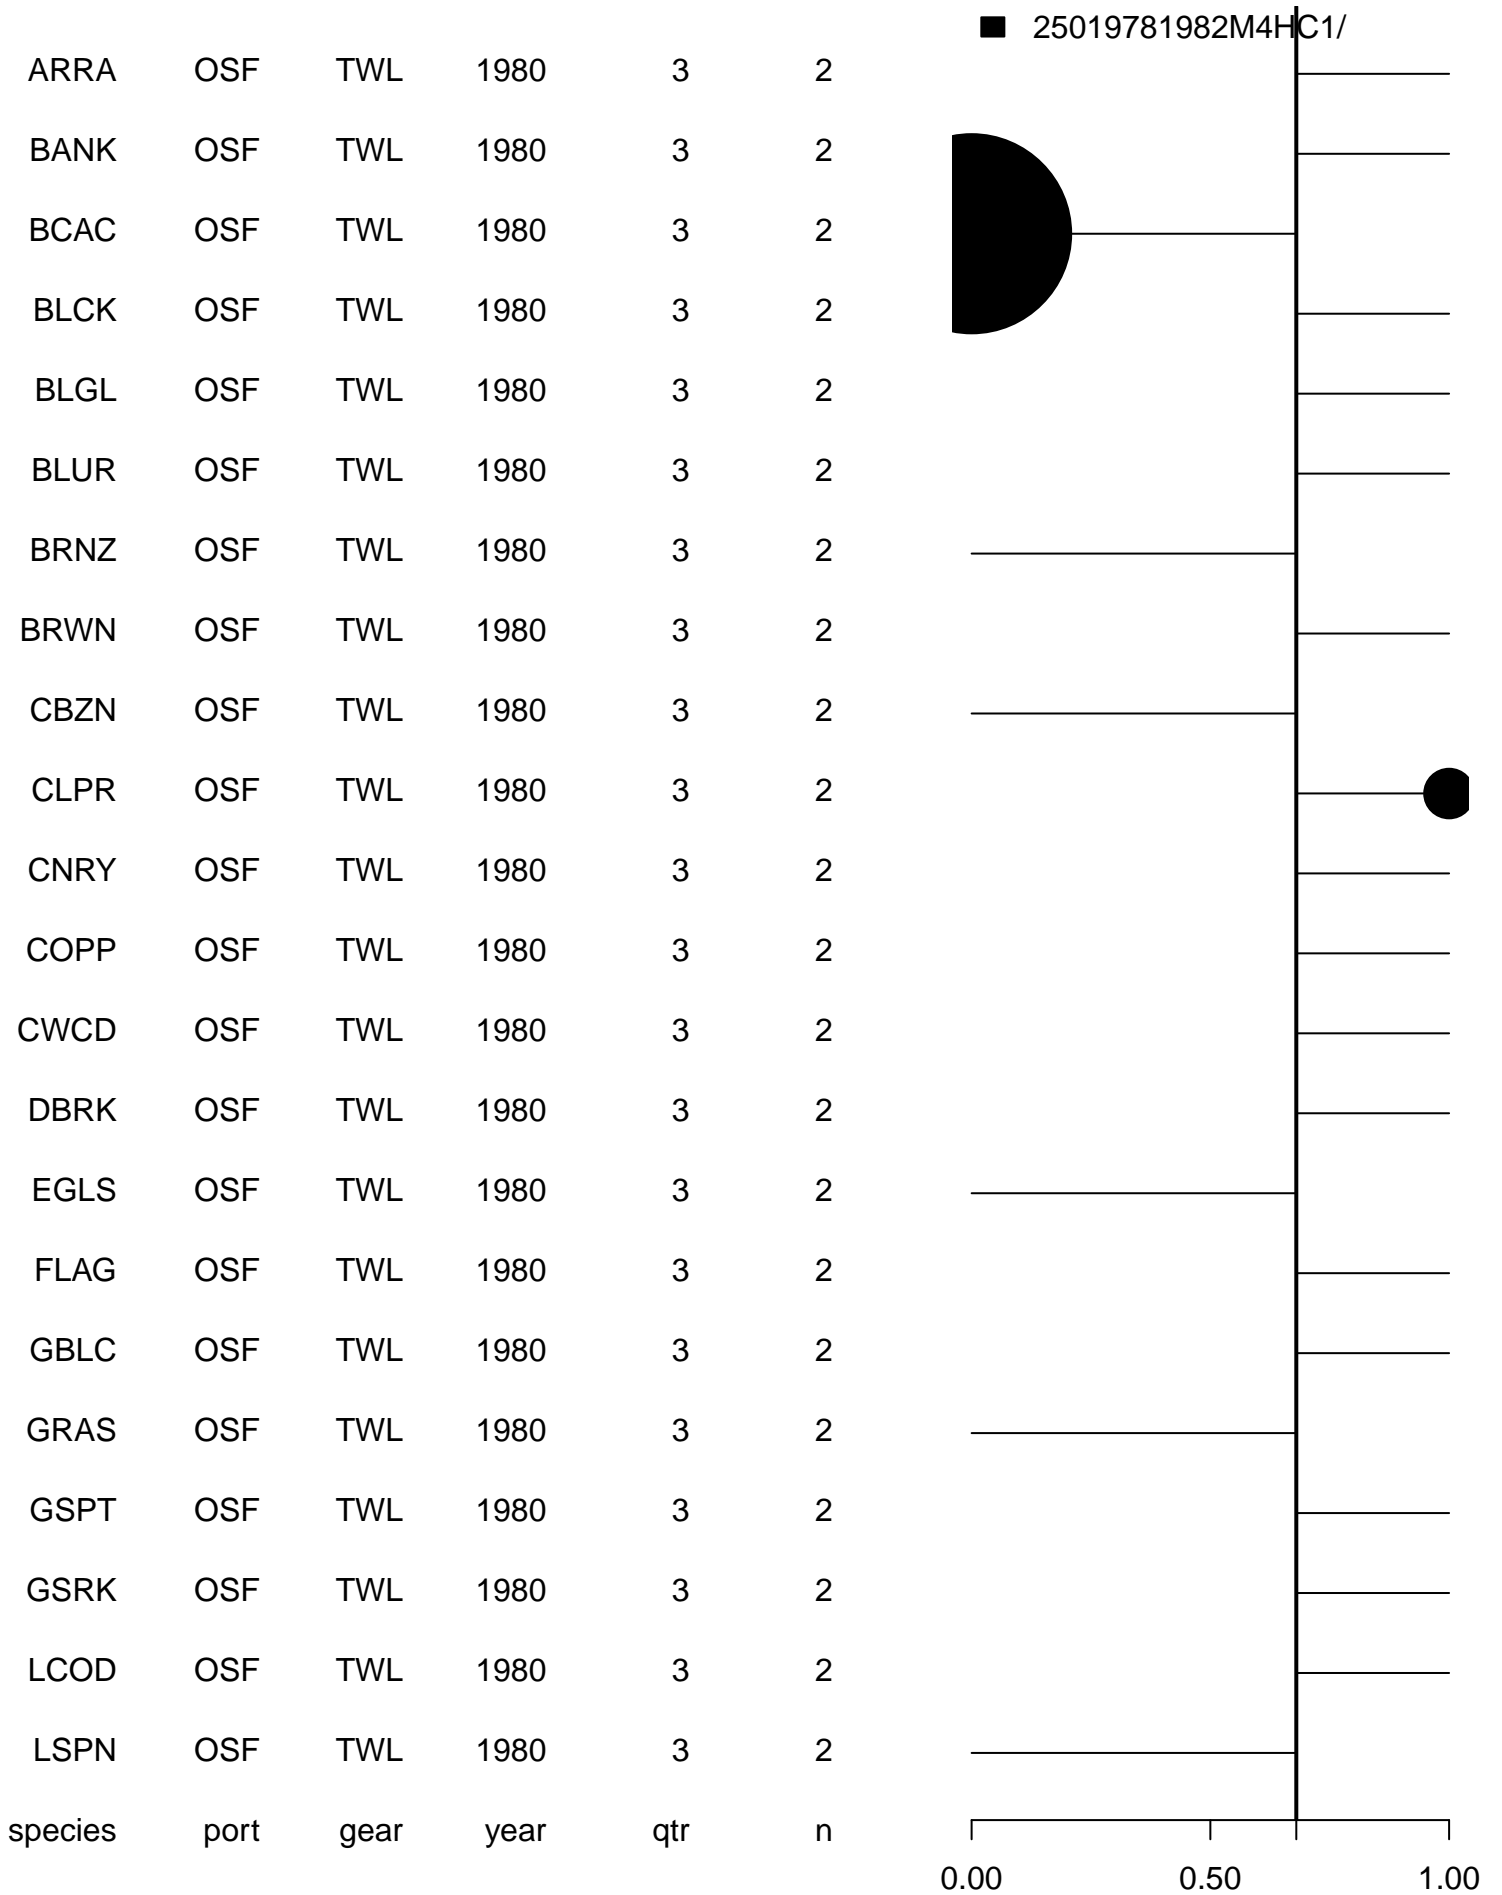 25019781982M4HC1/
ARRA OSF TWL 1980 3 2
BANK OSF TWL 1980 3 2
BCAC OSF TWL 1980 3 2
BLCK OSF TWL 1980 3 2
BLGL OSF TWL 1980 3 2
BLUR OSF TWL 1980 3 2
BRNZ OSF TWL 1980 3 2
BRWN OSF TWL 1980 3 2
CBZN OSF TWL 1980 3 2
CLPR OSF TWL 1980 3 2
CNRY OSF TWL 1980 3 2
COPP OSF TWL 1980 3 2
CWCD OSF TWL 1980 3 2
DBRK OSF TWL 1980 3 2
EGLS OSF TWL 1980 3 2
FLAG OSF TWL 1980 3 2
GBLC OSF TWL 1980 3 2
GRAS OSF TWL 1980 3 2
GSPT OSF TWL 1980 3 2
GSRK OSF TWL 1980 3 2
LCOD OSF TWL 1980 3 2
LSPN OSF TWL 1980 3 2
species port gear year qtr n
0.00 0.50 1.00